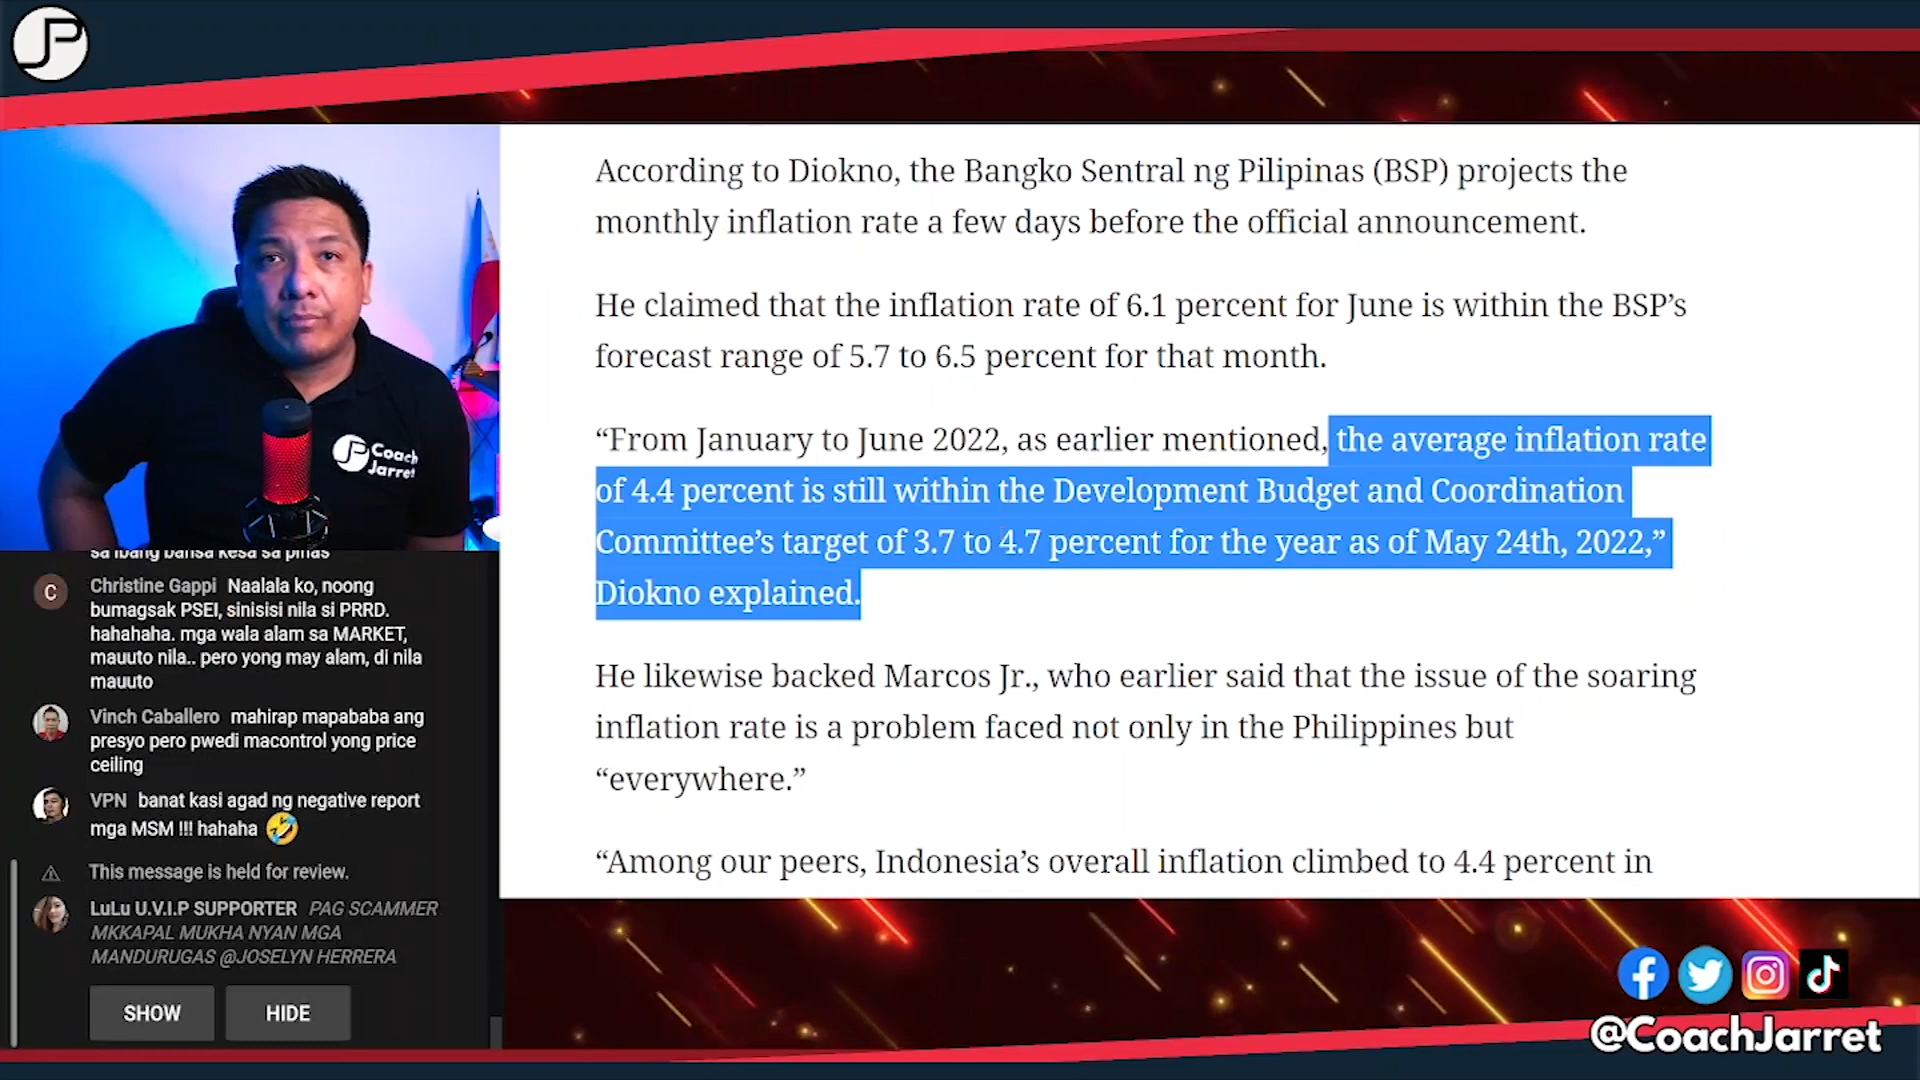 JP
According to Diokno, the Bangko Sentral ng Pilipinas (BSP) projects the
monthly inflation rate a few days before the official announcement.
He claimed that the inflation rate of 6.1 percent for June is within the BSP’s
forecast range of 5.7 to 6.5 percent for that month.
“From January to June 2022, as earlier mentioned, the average inflation rate
of 4.4 percent is still within the Development Budget and Coordination
Committee’s target of 3.7 to 4.7 percent for the year as of May 24th, 2022,”
Diokno explained.
He likewise backed Marcos Jr., who earlier said that the issue of the soaring
inflation rate is a problem faced not only in the Philippines but
“everywhere.”
“Among our peers, Indonesia’s overall inflation climbed to 4.4 percent in
JP Coach
Jarret
sa ibang bansa kesa sa pinas
C Christine Gappi Naalala ko, noong
bumagsak PSEI, sinisisi nila si PRRD.
hahahaha. mga wala alam sa MARKET,
mauuto nila.. pero yong may alam, di nila
mauuto
Vinch Caballero mahirap mapababa ang
presyo pero pwedi macontrol yong price
ceiling
VPN banat kasi agad ng negative report
mga MSM !!! hahaha 🤣
This message is held for review.
LuLu U.V.I.P SUPPORTER PAG SCAMMER
MKKAPAL MUKHA NYAN MGA
MANDURUGAS @JOSELYN HERRERA
SHOW HIDE
@CoachJarret